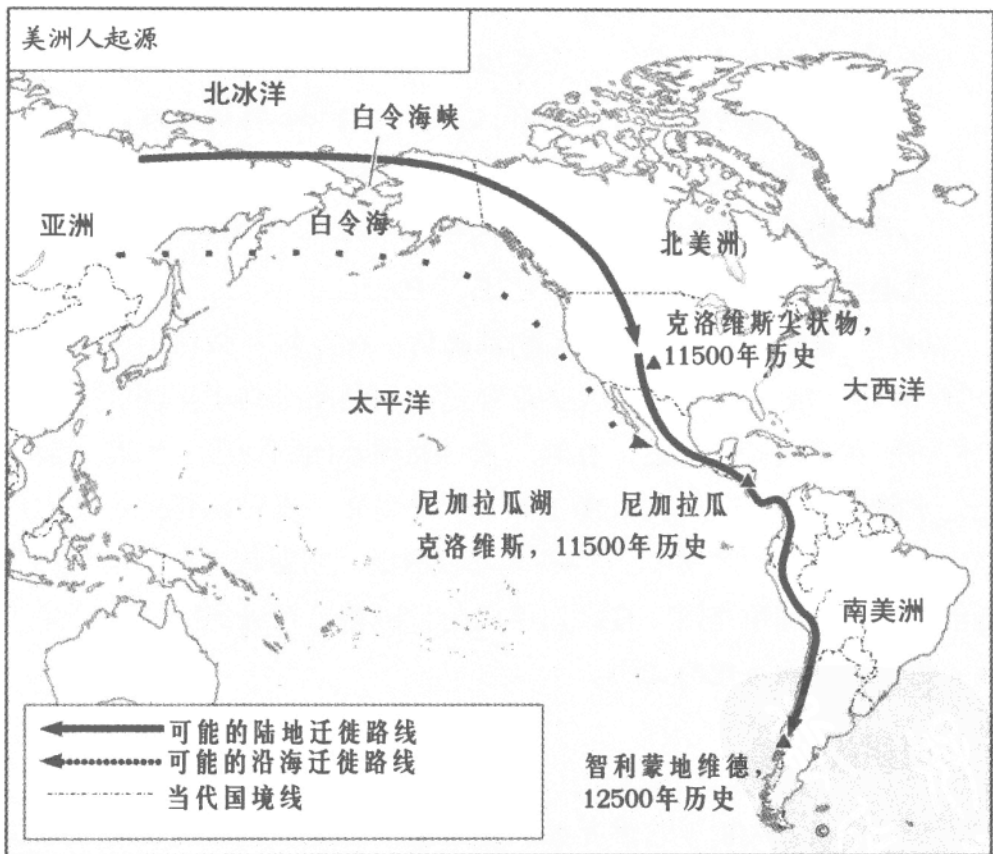 美洲人起源
北冰洋
白令海峡
亚洲
白令海
北美洲
克洛维斯尖状物，
11500年历史
太平洋
大西洋
尼加拉瓜湖 尼加拉瓜
克洛维斯，11500年历史
南美洲
可能的陆地迁徙路线
可能的沿海迁徙路线
当代国境线
智利蒙地维德，
12500年历史
©